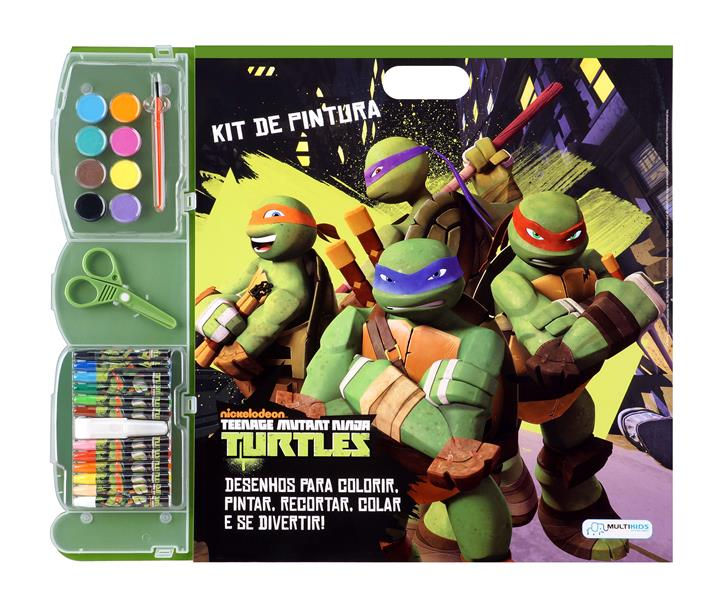 KIT DE PINTURA
nickelodeon
TEENAGE MUTANT NINJA
TURTLES
DESENHOS PARA COLORIR,
PINTAR, RECORTAR, COLAR
E SE DIVERTIR!
MULTIKIDS